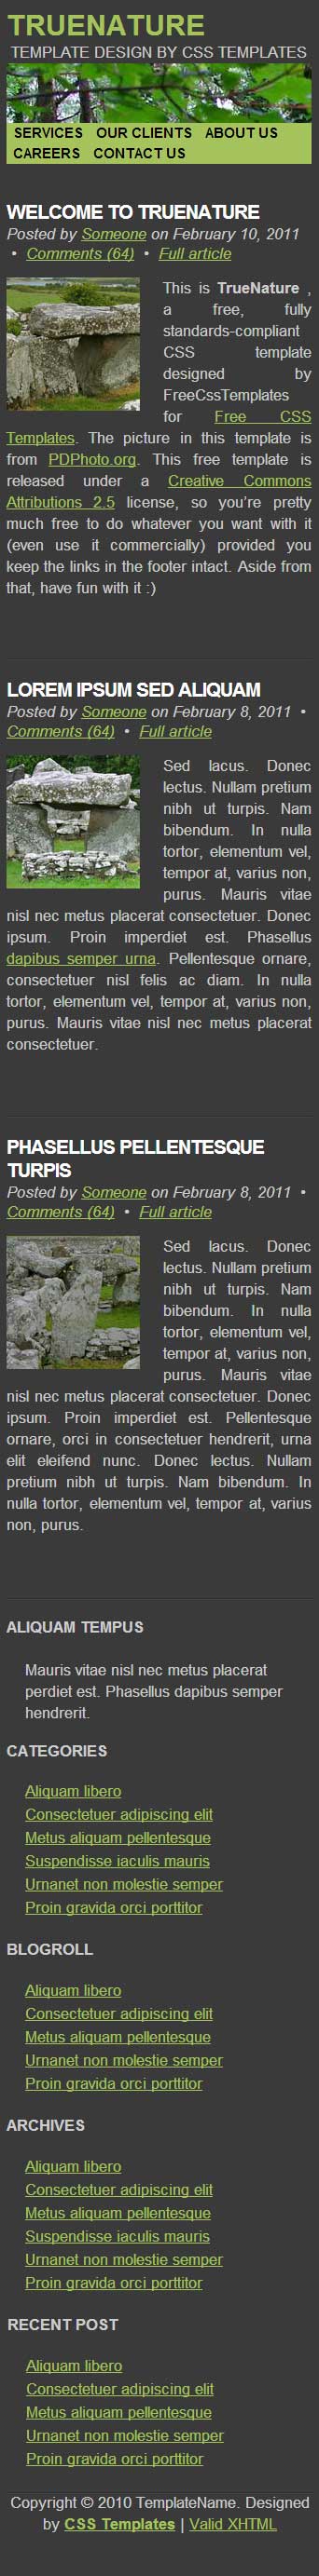 TRUENATURE
TEMPLATE DESIGN BY CSS TEMPLATES
SERVICES OUR CLIENTS ABOUT US
CAREERS CONTACT US
WELCOME TO TRUENATURE
Posted by Someone on February 10, 2011
• Comments (64) • Full article
This is TrueNature ,
a free, fully
standards-compliant
CSS template
designed by
FreeCssTemplates
for Free CSS
Templates. The picture in this template is
from PDPhoto.org. This free template is
released under a Creative Commons
Attributions 2.5 license, so you're pretty
much free to do whatever you want with it
(even use it commercially) provided you
keep the links in the footer intact. Aside from
that, have fun with it :)
LOREM IPSUM SED ALIQUAM
Posted by Someone on February 8, 2011 •
Comments (64) • Full article
Sed lacus. Donec
lectus. Nullam pretium
nibh ut turpis. Nam
bibendum. In nulla
tortor, elementum vel,
tempor at, varius non,
purus. Mauris vitae
nisl nec metus placerat consectetuer. Donec
ipsum. Proin imperdiet est. Phasellus
dapibus semper urna. Pellentesque ornare,
consectetuer nisl felis ac diam. In nulla
tortor, elementum vel, tempor at, varius non,
purus. Mauris vitae nisl nec metus placerat
consectetuer.
PHASELLUS PELLENTESQUE
TURPIS
Posted by Someone on February 8, 2011 •
Comments (64) • Full article
Sed lacus. Donec
lectus. Nullam pretium
nibh ut turpis. Nam
bibendum. In nulla
tortor, elementum vel,
tempor at, varius non,
purus. Mauris vitae
nisl nec metus placerat consectetuer. Donec
ipsum. Proin imperdiet est. Pellentesque
ornare, orci in consectetuer hendrerit, urna
elit eleifend nunc. Donec lectus. Nullam
pretium nibh ut turpis. Nam bibendum. In
nulla tortor, elementum vel, tempor at, varius
non, purus.
ALIQUAM TEMPUS
Mauris vitae nisl nec metus placerat
perdiet est. Phasellus dapibus semper
hendrerit.
CATEGORIES
Aliquam libero
Consectetuer adipiscing elit
Metus aliquam pellentesque
Suspendisse iaculis mauris
Urnanet non molestie semper
Proin gravida orci porttitor
BLOGROLL
Aliquam libero
Consectetuer adipiscing elit
Metus aliquam pellentesque
Urnanet non molestie semper
Proin gravida orci porttitor
ARCHIVES
Aliquam libero
Consectetuer adipiscing elit
Metus aliquam pellentesque
Suspendisse iaculis mauris
Urnanet non molestie semper
Proin gravida orci porttitor
RECENT POST
Aliquam libero
Consectetuer adipiscing elit
Metus aliquam pellentesque
Urnanet non molestie semper
Proin gravida orci porttitor
Copyright © 2010 TemplateName. Designed
by CSS Templates | Valid XHTML